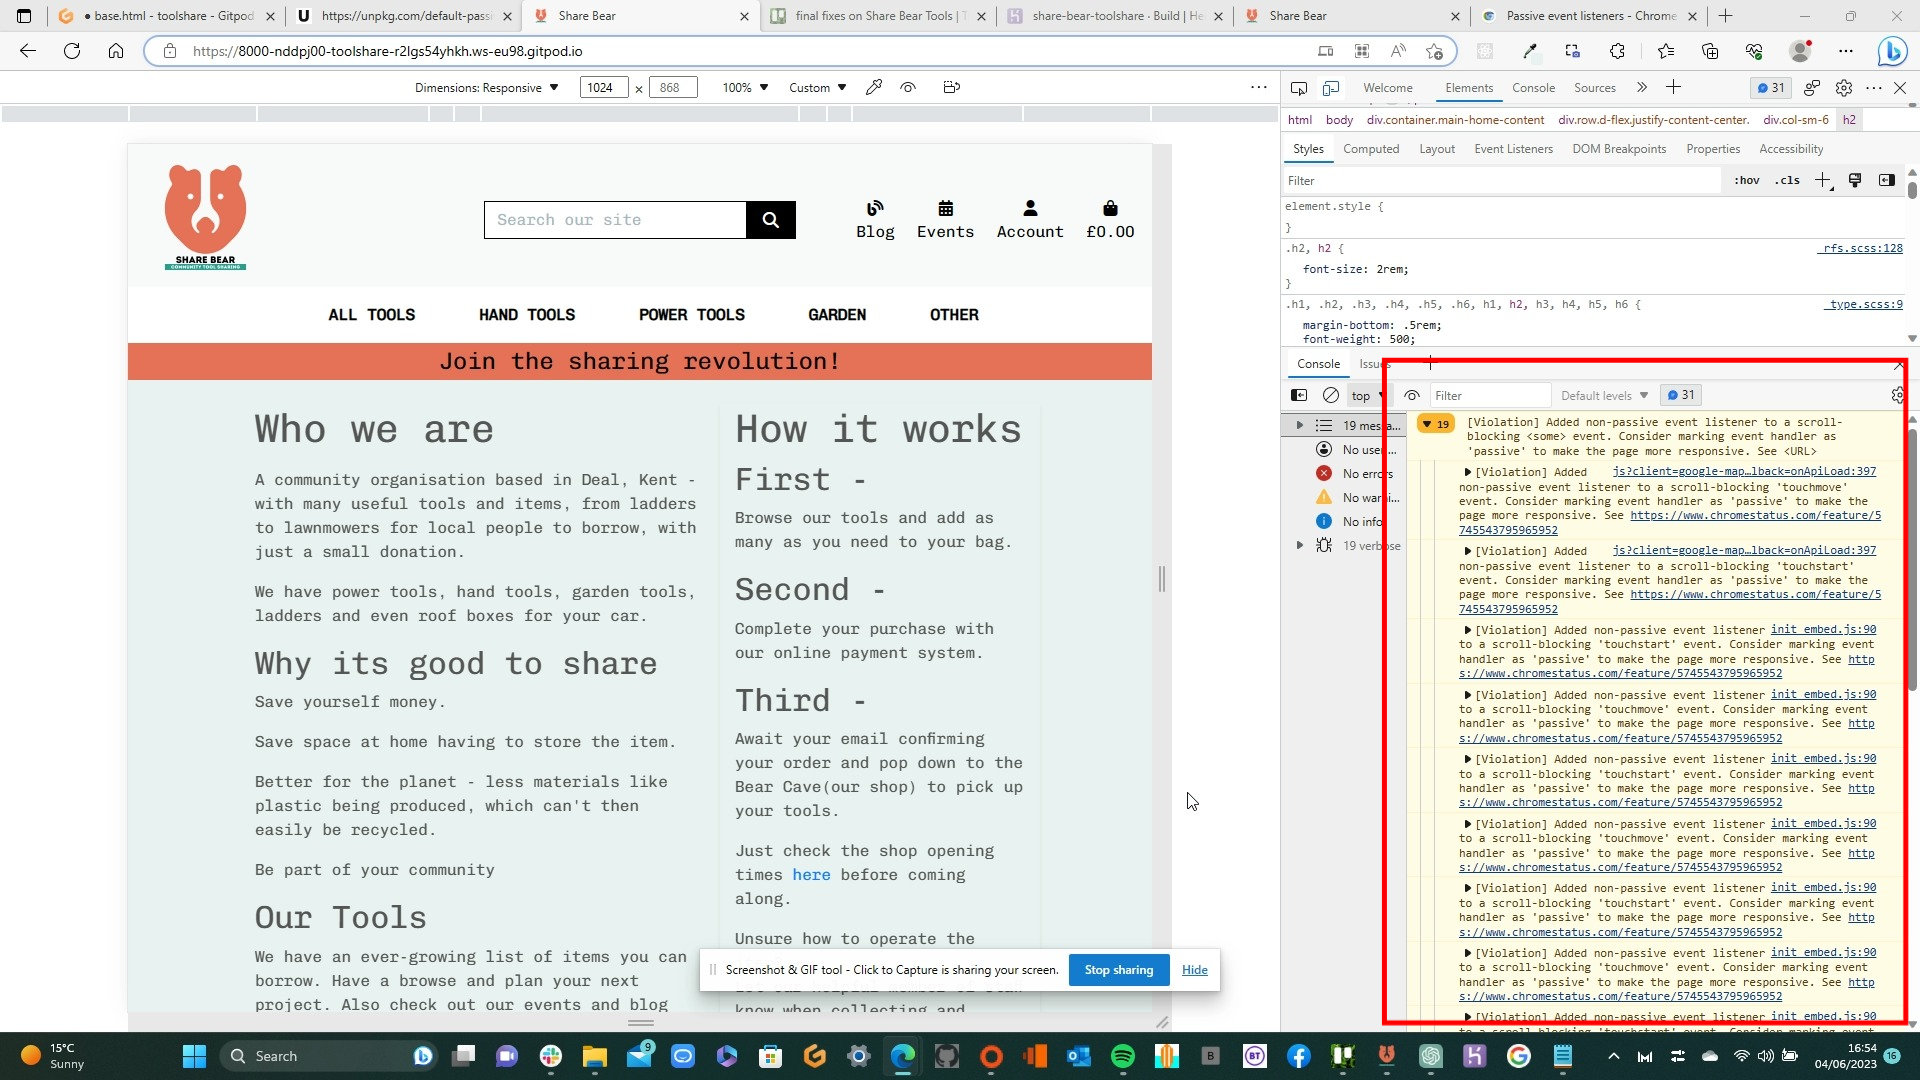 base.html - toolshare - Gitpod
https://unpkg.com/default-passi
Share Bear
final fixes on Share Bear Tools | T
share-bear-toolshare · Build | He
Share Bear
Passive event listeners - Chrome
https://8000-nddpj00-toolshare-r2lgs54yhkh.ws-eu98.gitpod.io
Dimensions: Responsive
1024 × 868
100%
Custom
Welcome
Elements
Console
Sources
31
html body div.container.main-home-content div.row.d-flex.justify-content-center. div.col-sm-6 h2
Styles Computed Layout Event Listeners DOM Breakpoints Properties Accessibility
Filter
:hov .cls
element.style {
}
.h2, h2 {
_rfs.scss:128
font-size: 2rem;
}
.h1, .h2, .h3, .h4, .h5, .h6, h1, h2, h3, h4, h5, h6 {
_type.scss:9
margin-bottom: .5rem;
font-weight: 500;
SHARE BEAR
COMMUNITY TOOL SHARING
Search our site
Blog
Events
Account
£0.00
ALL TOOLS
HAND TOOLS
POWER TOOLS
GARDEN
OTHER
Join the sharing revolution!
Who we are
A community organisation based in Deal, Kent -
with many useful tools and items, from ladders
to lawnmowers for local people to borrow, with
just a small donation.
We have power tools, hand tools, garden tools,
ladders and even roof boxes for your car.
Why its good to share
Save yourself money.
Save space at home having to store the item.
Better for the planet - less materials like
plastic being produced, which can't then
easily be recycled.
Be part of your community
Our Tools
We have an ever-growing list of items you can
borrow. Have a browse and plan your next
project. Also check out our events and blog
How it works
First -
Browse our tools and add as
many as you need to your bag.
Second -
Complete your purchase with
our online payment system.
Third -
Await your email confirming
your order and pop down to the
Bear Cave(our shop) to pick up
your tools.
Just check the shop opening
times here before coming
along.
Unsure how to operate the
know when collecting and
Screenshot & GIF tool - Click to Capture is sharing your screen.
Stop sharing
Hide
Console
Issues
top
Filter
Default levels
31
19 messa...
No user...
No errors
No warni...
No info
19 verbose
19
[Violation] Added non-passive event listener to a scroll-
blocking <some> event. Consider marking event handler as
'passive' to make the page more responsive. See <URL>
[Violation] Added js?client=google-map…lback=onApiLoad:397
non-passive event listener to a scroll-blocking 'touchmove'
event. Consider marking event handler as 'passive' to make the
page more responsive. See https://www.chromestatus.com/feature/5
745543795965952
[Violation] Added js?client=google-map…lback=onApiLoad:397
non-passive event listener to a scroll-blocking 'touchstart'
event. Consider marking event handler as 'passive' to make the
page more responsive. See https://www.chromestatus.com/feature/5
745543795965952
[Violation] Added non-passive event listener init_embed.js:90
to a scroll-blocking 'touchstart' event. Consider marking event
handler as 'passive' to make the page more responsive. See http
s://www.chromestatus.com/feature/5745543795965952
[Violation] Added non-passive event listener init_embed.js:90
to a scroll-blocking 'touchmove' event. Consider marking event
handler as 'passive' to make the page more responsive. See http
s://www.chromestatus.com/feature/5745543795965952
[Violation] Added non-passive event listener init_embed.js:90
to a scroll-blocking 'touchstart' event. Consider marking event
handler as 'passive' to make the page more responsive. See http
s://www.chromestatus.com/feature/5745543795965952
[Violation] Added non-passive event listener init_embed.js:90
to a scroll-blocking 'touchmove' event. Consider marking event
handler as 'passive' to make the page more responsive. See http
s://www.chromestatus.com/feature/5745543795965952
[Violation] Added non-passive event listener init_embed.js:90
to a scroll-blocking 'touchstart' event. Consider marking event
handler as 'passive' to make the page more responsive. See http
s://www.chromestatus.com/feature/5745543795965952
[Violation] Added non-passive event listener init_embed.js:90
to a scroll-blocking 'touchmove' event. Consider marking event
handler as 'passive' to make the page more responsive. See http
s://www.chromestatus.com/feature/5745543795965952
[Violation] Added non-passive event listener init_embed.js:90
15°C
Sunny
Search
9
16:54
04/06/2023
16